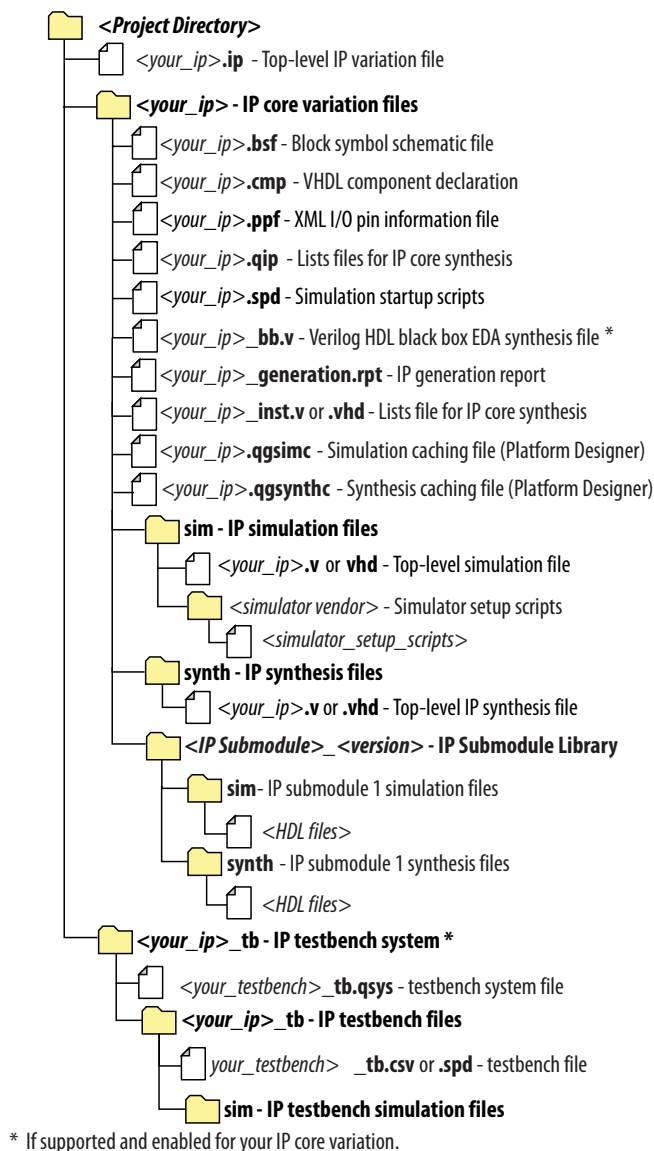 <Project Directory>
<your_ip>.ip - Top-level IP variation file
<your_ip> - IP core variation files
<your_ip>.bsf - Block symbol schematic file
<your_ip>.cmp - VHDL component declaration
<your_ip>.ppf - XML I/O pin information file
<your_ip>.qip - Lists files for IP core synthesis
<your_ip>.spd - Simulation startup scripts
<your_ip>_bb.v - Verilog HDL black box EDA synthesis file *
<your_ip>_generation.rpt - IP generation report
<your_ip>_inst.v or .vhd - Lists file for IP core synthesis
<your_ip>.qgsimc - Simulation caching file (Platform Designer)
<your_ip>.qgsynthc - Synthesis caching file (Platform Designer)
sim - IP simulation files
<your_ip>.v or vhd - Top-level simulation file
<simulator vendor> - Simulator setup scripts
<simulator_setup_scripts>
synth - IP synthesis files
<your_ip>.v or .vhd - Top-level IP synthesis file
<IP Submodule>_<version> - IP Submodule Library
sim- IP submodule 1 simulation files
<HDL files>
synth - IP submodule 1 synthesis files
<HDL files>
<your_ip>_tb - IP testbench system *
<your_testbench>_tb.qsys - testbench system file
<your_ip>_tb - IP testbench files
your_testbench> _tb.csv or .spd - testbench file
sim - IP testbench simulation files
* If supported and enabled for your IP core variation.